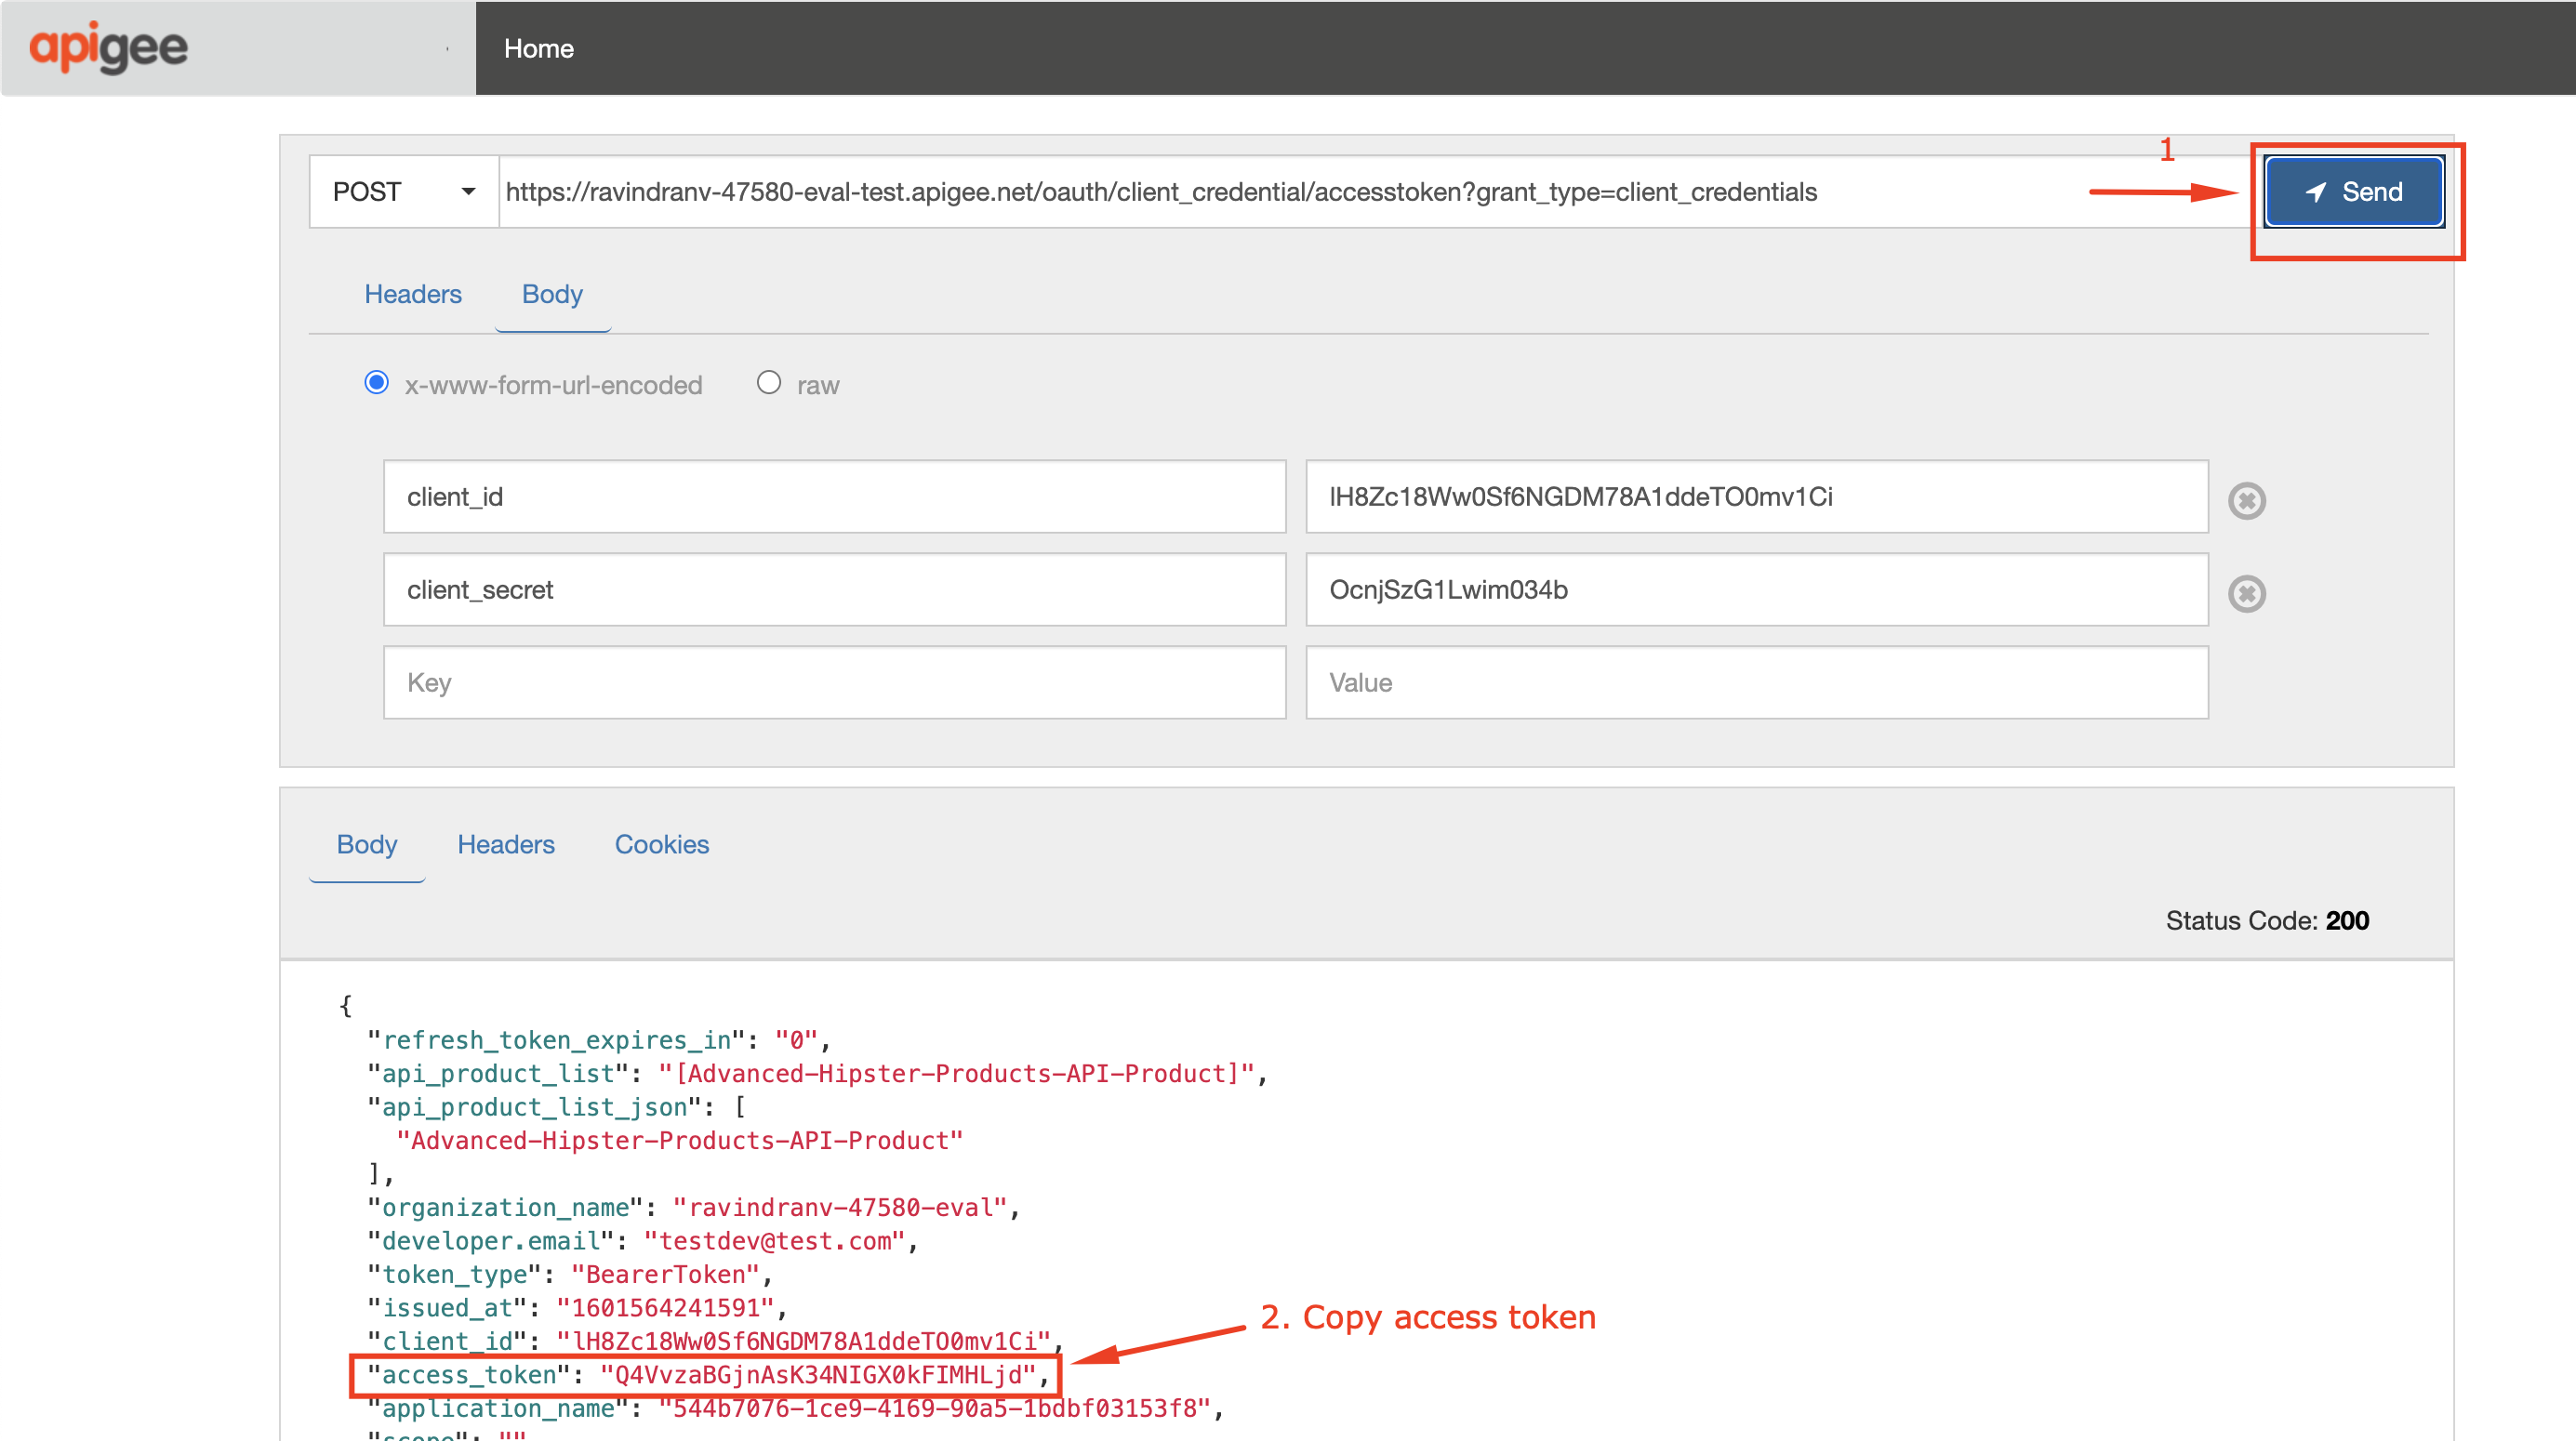 apigee
Home
1
POST
https://ravindranv-47580-eval-test.apigee.net/oauth/client_credential/accesstoken?grant_type=client_credentials
Send
Headers Body
x-www-form-url-encoded raw
client_id lH8Zc18Ww0Sf6NGDM78A1ddeTO0mv1Ci
client_secret OcnjSzG1Lwim034b
Key Value
Body Headers Cookies
Status Code: 200
{
"refresh_token_expires_in": "0",
"api_product_list": "[Advanced-Hipster-Products-API-Product]",
"api_product_list_json": [
"Advanced-Hipster-Products-API-Product"
],
"organization_name": "ravindranv-47580-eval",
"developer.email": "testdev@test.com",
"token_type": "BearerToken",
"issued_at": "1601564241591",
2. Copy access token
"client_id": "lH8Zc18Ww0Sf6NGDM78A1ddeTO0mv1Ci",
"access_token": "Q4VvzaBGjnAsK34NIGX0kFIMHLjd",
"application_name": "544b7076-1ce9-4169-90a5-1bdbf03153f8",
"scope": ""